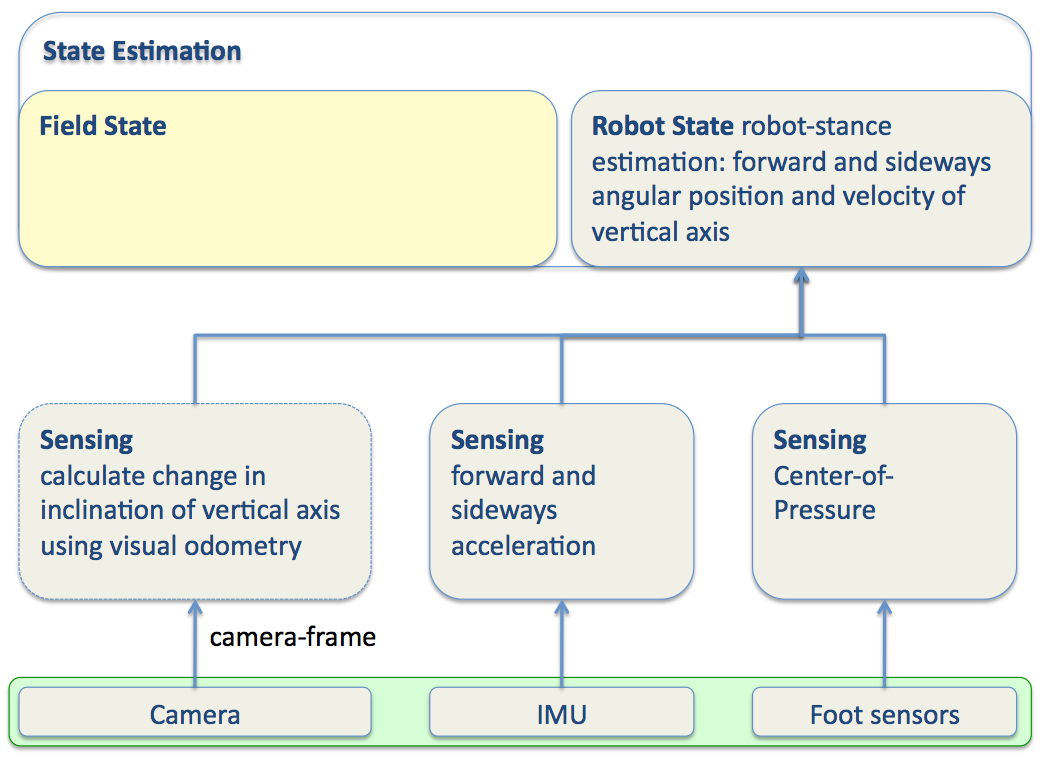 State Estimation
Field State
Robot State robot-stance
estimation: forward and sideways
angular position and velocity of
vertical axis
Sensing
calculate change in
inclination of vertical axis
using visual odometry
Sensing
forward and
sideways
acceleration
Sensing
Center-of-
Pressure
camera-frame
Camera
IMU
Foot sensors